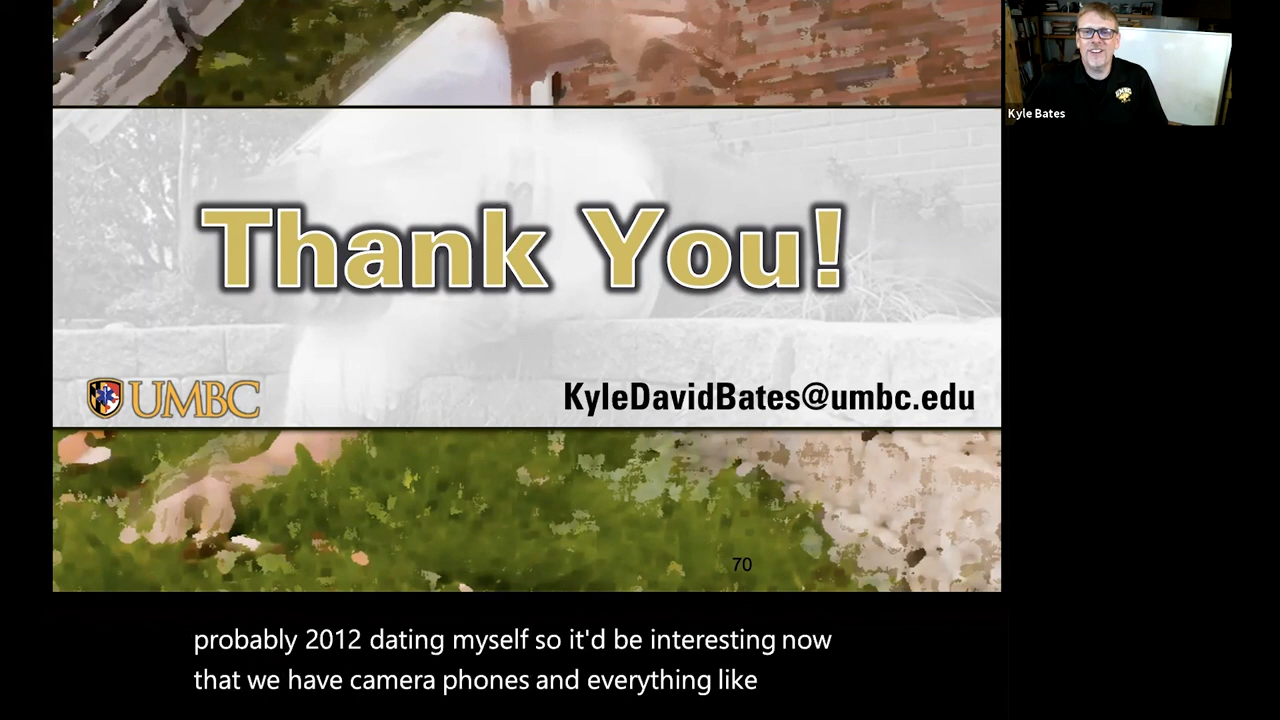 Kyle Bates
Thank You!
UMBC
KyleDavidBates@umbc.edu
70
probably 2012 dating myself so it'd be interesting now
that we have camera phones and everything like